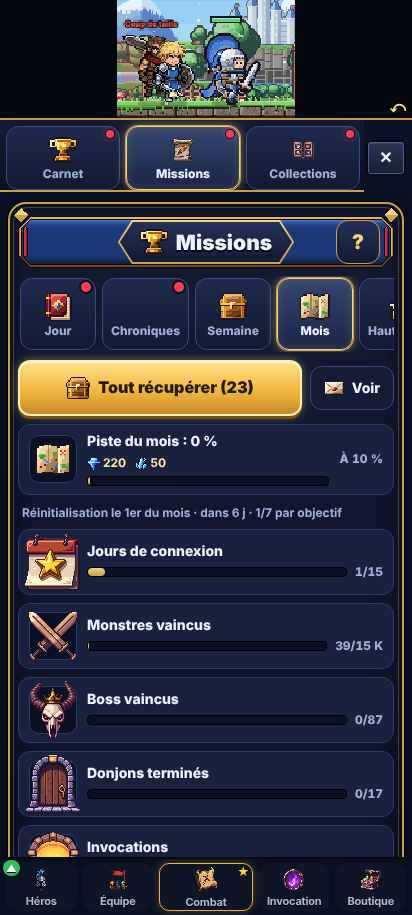 Coup de taille
Carnet
Missions
Collections
×
Missions
?
Jour
Chroniques
Semaine
Mois
Haut
Tout récupérer (23)
Voir
Piste du mois : 0 %
220 50
À 10 %
Réinitialisation le 1er du mois · dans 6 j · 1/7 par objectif
Jours de connexion
1/15
Monstres vaincus
39/15 K
Boss vaincus
0/87
Donjons terminés
0/17
Invocations
Héros
Équipe
Combat
Invocation
Boutique